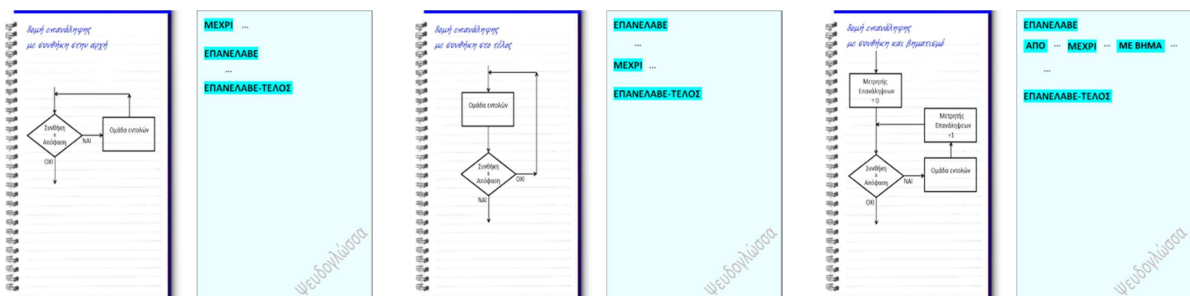 δομή επανάληψης
με συνθήκη στην αρχή
Συνθήκη
&
Απόφαση
ΝΑΙ
Ομάδα εντολών
ΟΧΙ
ΜΕΧΡΙ ...
ΕΠΑΝΕΛΑΒΕ
...
ΕΠΑΝΕΛΑΒΕ-ΤΕΛΟΣ
Ψευδογλώσσα
δομή επανάληψης
με συνθήκη στο τέλος
Ομάδα εντολών
Συνθήκη
&
Απόφαση
ΟΧΙ
ΝΑΙ
ΕΠΑΝΕΛΑΒΕ
...
ΜΕΧΡΙ ...
ΕΠΑΝΕΛΑΒΕ-ΤΕΛΟΣ
Ψευδογλώσσα
δομή επανάληψης
με συνθήκη και βηματισμό
Μετρητής
Επανάληψεων
= 0
Μετρητής
Επανάληψεων
+1
Συνθήκη
&
Απόφαση
ΝΑΙ
Ομάδα εντολών
ΟΧΙ
ΕΠΑΝΕΛΑΒΕ
ΑΠΟ ... ΜΕΧΡΙ ... ΜΕ ΒΗΜΑ ...
...
ΕΠΑΝΕΛΑΒΕ-ΤΕΛΟΣ
Ψευδογλώσσα